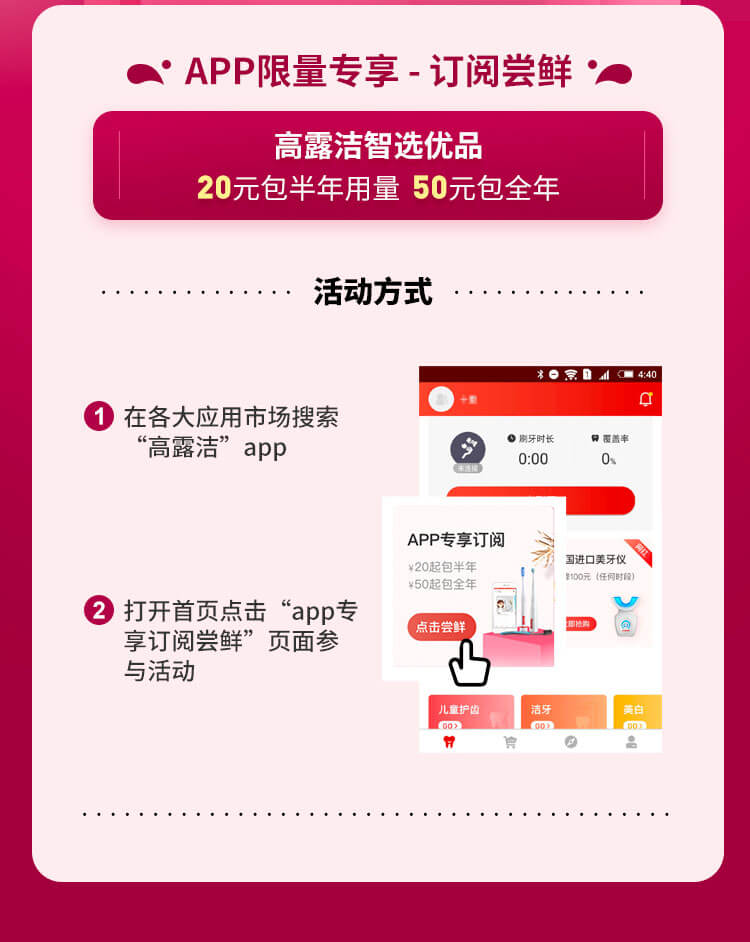 APP限量专享 - 订阅尝鲜
高露洁智选优品
20元包半年用量 50元包全年
活动方式
1 在各大应用市场搜索
“高露洁”app
2 打开首页点击“app专
享订阅尝鲜”页面参
与活动
4:40
刷牙时长
覆盖率
0:00
0%
未连接
APP专享订阅
¥20起包半年
¥50起包全年
点击尝鲜
国进口美牙仪
100元（任何时段）
即抢购
儿童护齿
GO>
洁牙
GO>
美白
GO>